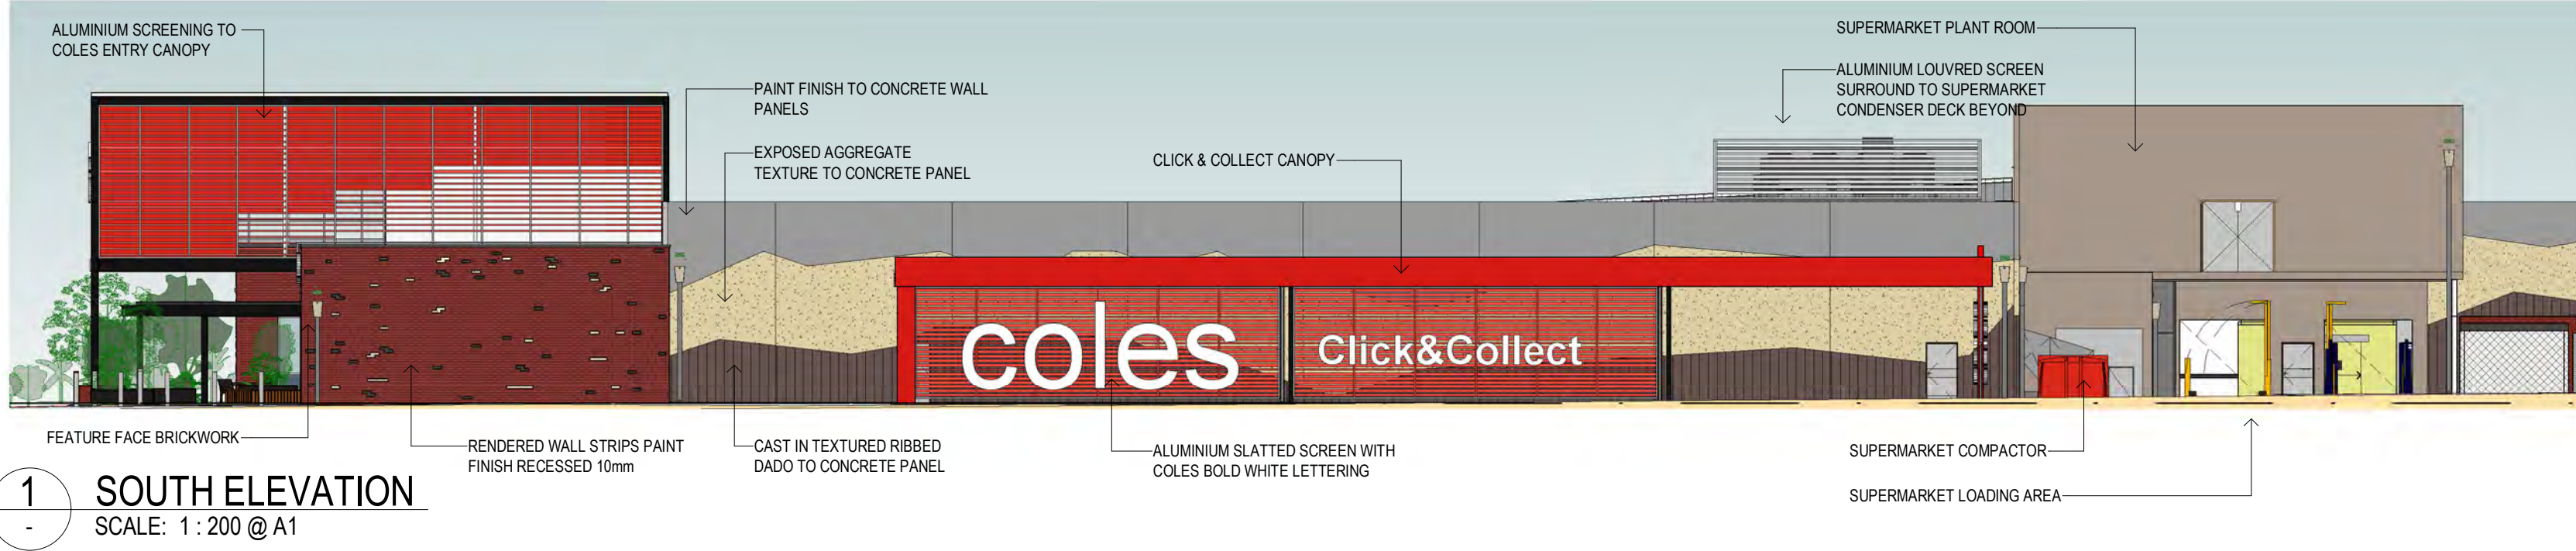 ALUMINIUM SCREENING TO
COLES ENTRY CANOPY
PAINT FINISH TO CONCRETE WALL
PANELS
EXPOSED AGGREGATE
TEXTURE TO CONCRETE PANEL
CLICK & COLLECT CANOPY
SUPERMARKET PLANT ROOM
ALUMINIUM LOUVRED SCREEN
SURROUND TO SUPERMARKET
CONDENSER DECK BEYOND
coles
Click&Collect
FEATURE FACE BRICKWORK
RENDERED WALL STRIPS PAINT
FINISH RECESSED 10mm
CAST IN TEXTURED RIBBED
DADO TO CONCRETE PANEL
ALUMINIUM SLATTED SCREEN WITH
COLES BOLD WHITE LETTERING
SUPERMARKET COMPACTOR
SUPERMARKET LOADING AREA
1
-
SOUTH ELEVATION
SCALE: 1 : 200 @ A1